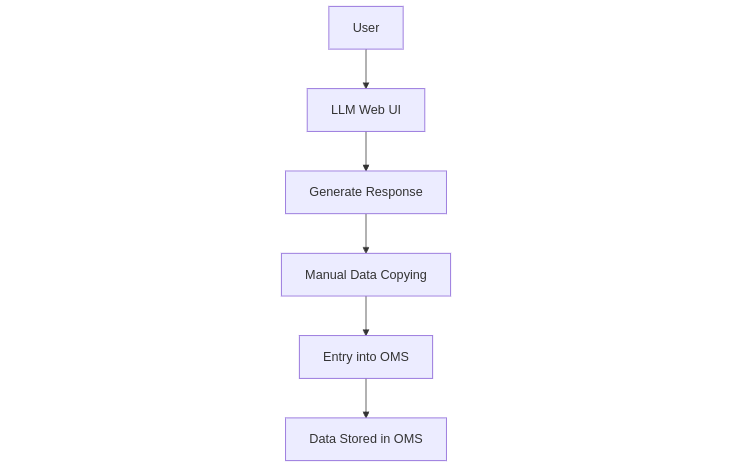 User
LLM Web UI
Generate Response
Manual Data Copying
Entry into OMS
Data Stored in OMS